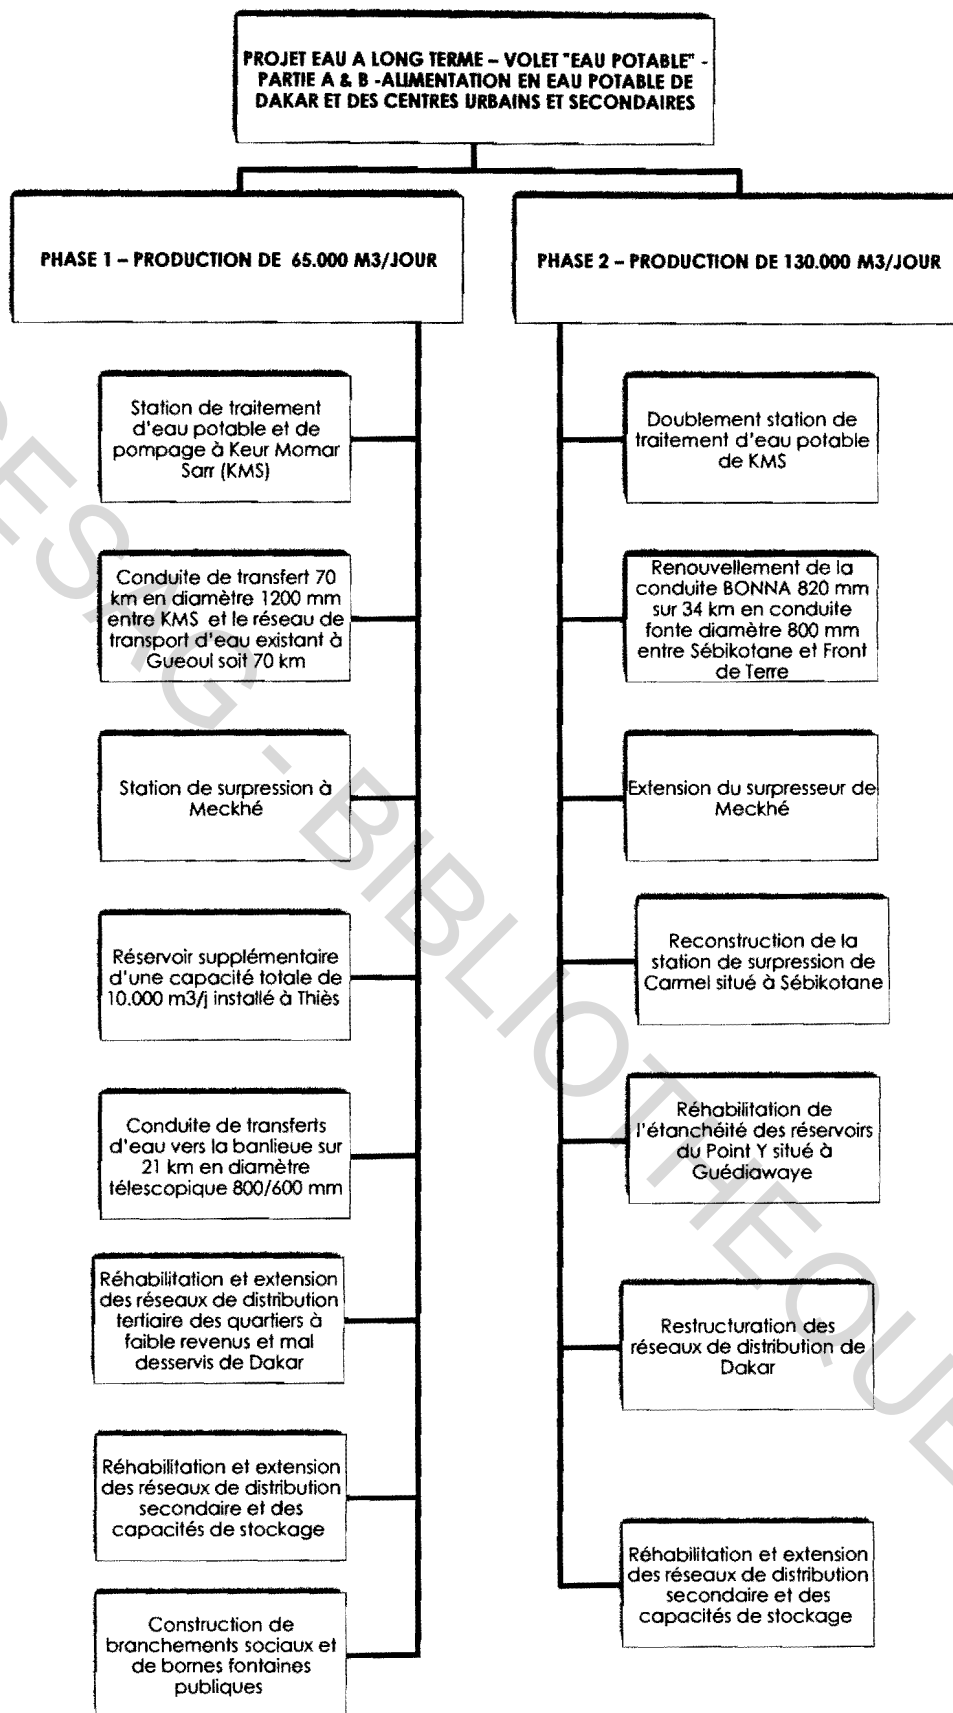 PROJET EAU A LONG TERME – VOLET "EAU POTABLE" -
PARTIE A & B -ALIMENTATION EN EAU POTABLE DE
DAKAR ET DES CENTRES URBAINS ET SECONDAIRES
PHASE 1 – PRODUCTION DE 65.000 M3/JOUR
Station de traitement
d'eau potable et de
pompage à Keur Momar
Sarr (KMS)
Conduite de transfert 70
km en diamètre 1200 mm
entre KMS et le réseau de
transport d'eau existant à
Gueoul soit 70 km
Station de surpression à
Meckhé
Réservoir supplémentaire
d'une capacité totale de
10.000 m3/j installé à Thiès
Conduite de transferts
d'eau vers la banlieue sur
21 km en diamètre
télescopique 800/600 mm
Réhabilitation et extension
des réseaux de distribution
tertiaire des quartiers à
faible revenus et mal
desservis de Dakar
Réhabilitation et extension
des réseaux de distribution
secondaire et des
capacités de stockage
Construction de
branchements sociaux et
de bornes fontaines
publiques
PHASE 2 – PRODUCTION DE 130.000 M3/JOUR
Doublement station de
traitement d'eau potable
de KMS
Renouvellement de la
conduite BONNA 820 mm
sur 34 km en conduite
fonte diamètre 800 mm
entre Sébikotane et Front
de Terre
Extension du surpresseur de
Meckhé
Reconstruction de la
station de surpression de
Carmel situé à Sébikotane
Réhabilitation de
l'étanchéité des réservoirs
du Point Y situé à
Guédiawaye
Restructuration des
réseaux de distribution de
Dakar
Réhabilitation et extension
des réseaux de distribution
secondaire et des
capacités de stockage
CESAG - BIBLIOTHEQUE